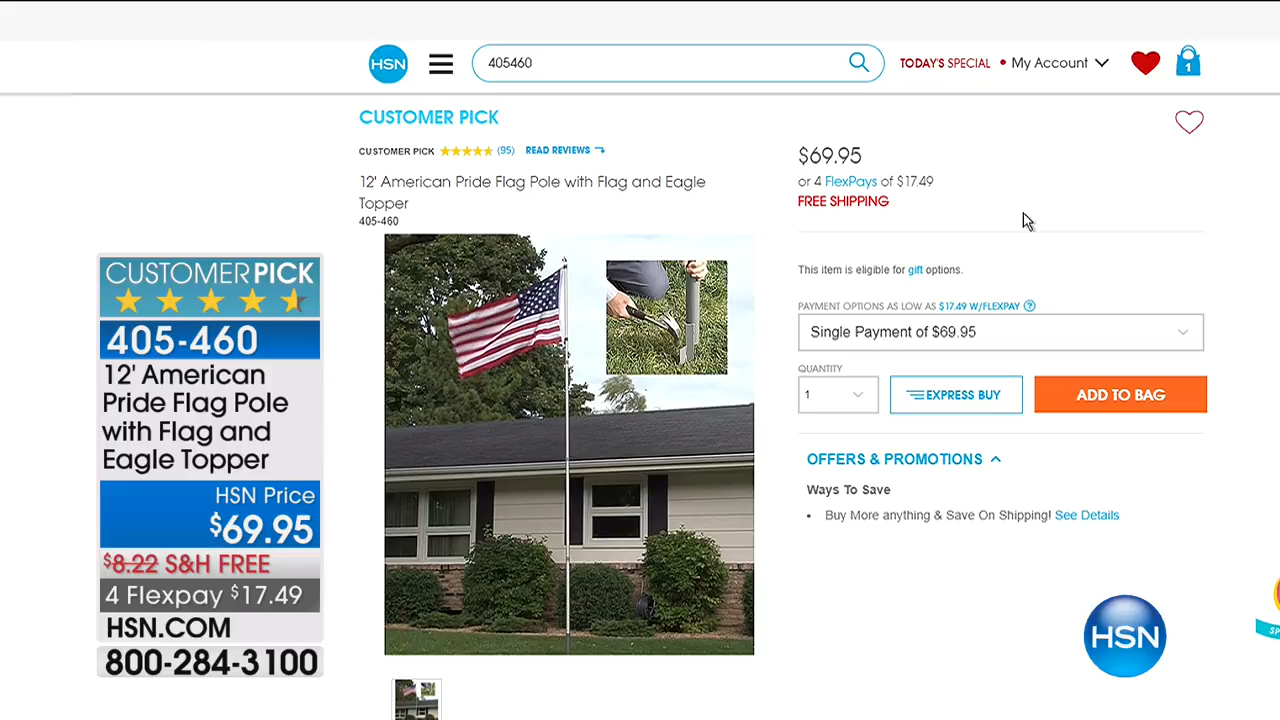 HSN
405460
TODAY'S SPECIAL
My Account
1
CUSTOMER PICK
CUSTOMER PICK (95) READ REVIEWS
12' American Pride Flag Pole with Flag and Eagle
Topper
405-460
$69.95
or 4 FlexPays of $17.49
FREE SHIPPING
This item is eligible for gift options.
PAYMENT OPTIONS AS LOW AS $17.49 W/FLEXPAY ?
Single Payment of $69.95
QUANTITY
1
EXPRESS BUY
ADD TO BAG
OFFERS & PROMOTIONS
Ways To Save
• Buy More anything & Save On Shipping! See Details
CUSTOMER PICK
405-460
12' American
Pride Flag Pole
with Flag and
Eagle Topper
HSN Price
$69.95
$8.22 S&H FREE
4 Flexpay $17.49
HSN.COM
800-284-3100
HSN